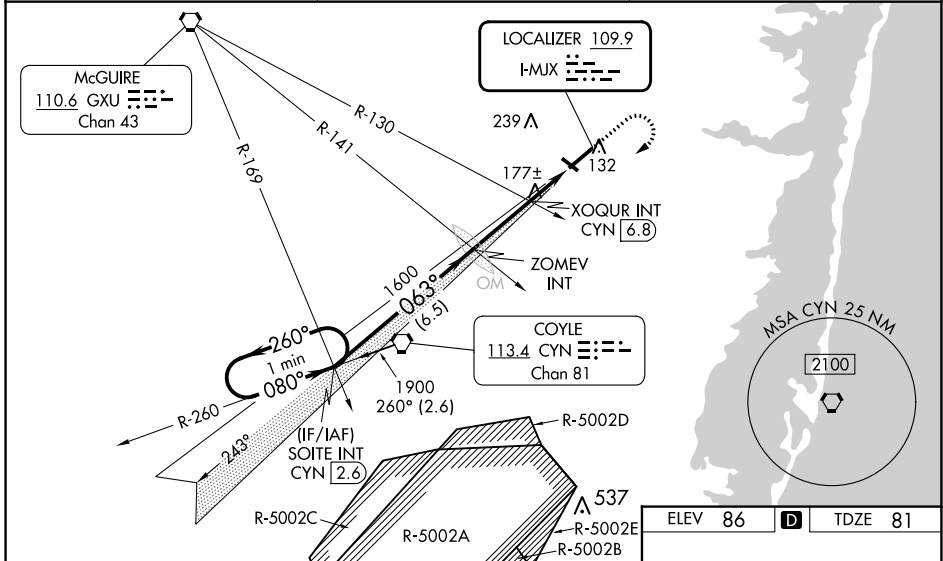 McGUIRE
110.6 GXU
Chan 43
LOCALIZER 109.9
I-MJX
239
132
177±
R-130
R-141
R-169
XOQUR INT
CYN 6.8
ZOMEV
INT
OM
1600
063°
(6.5)
260°
1 min
080°
COYLE
113.4 CYN
Chan 81
1900
260° (2.6)
R-260
243°
(IF/IAF)
SOITE INT
CYN 2.6
R-5002D
R-5002C
R-5002A
537
R-5002E
R-5002B
MSA CYN 25 NM
2100
ELEV 86 D TDZE 81